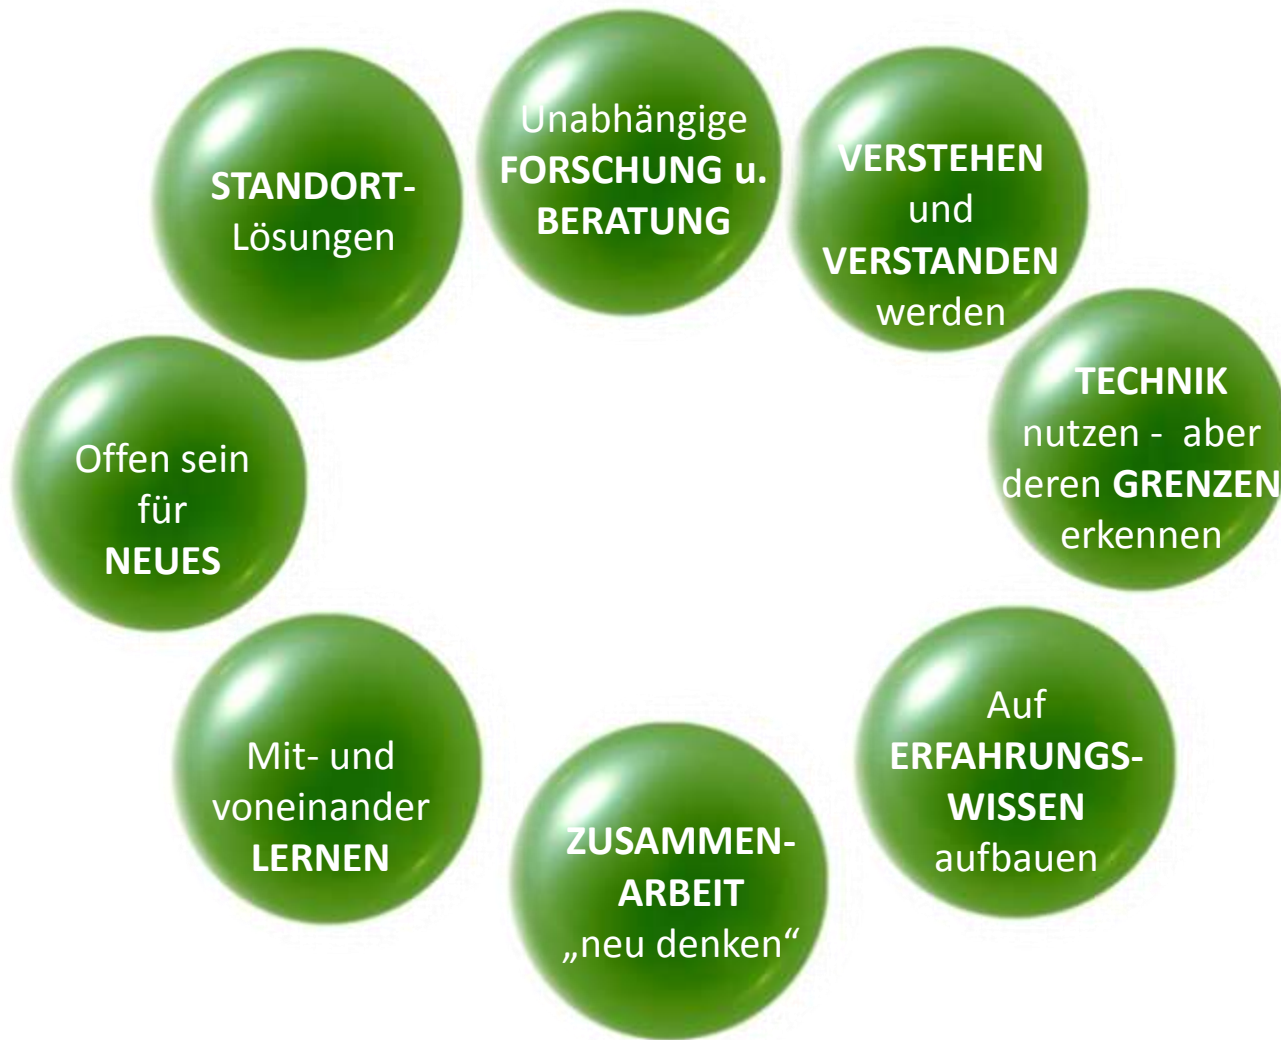 Unabhängige
FORSCHUNG u.
BERATUNG
VERSTEHEN
und
VERSTANDEN
werden
TECHNIK
nutzen -  aber
deren GRENZEN
erkennen
Auf
ERFAHRUNGS-
WISSEN
aufbauen
ZUSAMMEN-
ARBEIT
„neu denken“
Mit- und
voneinander
LERNEN
Offen sein
für
NEUES
STANDORT-
Lösungen